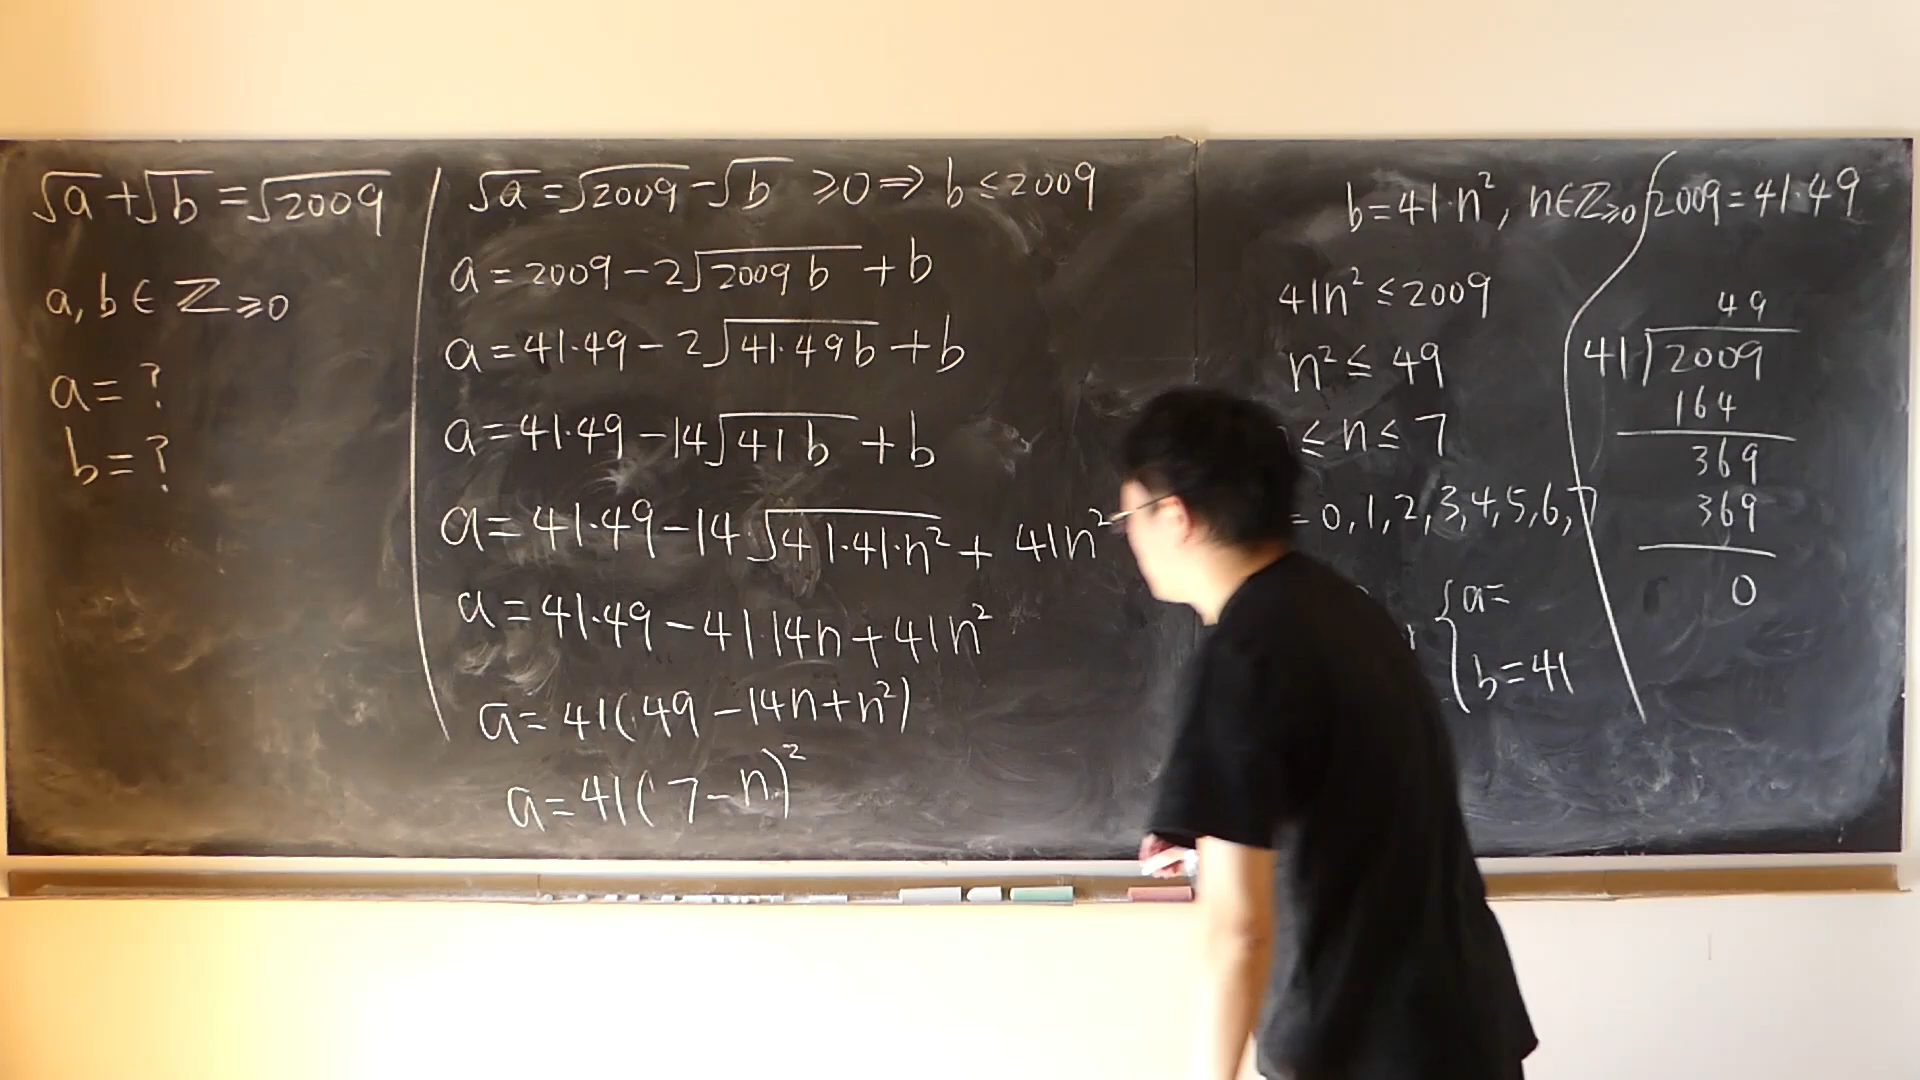 √a + √b = √2009
a, b ∈ ℤ≥0
a = ?
b = ?
√a = √2009 - √b ≥ 0 ⇒ b ≤ 2009
a = 2009 - 2√2009b + b
a = 41·49 - 2√41·49b + b
a = 41·49 - 14√41b + b
a = 41·49 - 14·√41·41·n² + 41n²
a = 41·49 - 41·14n + 41n²
a = 41(49 - 14n + n²)
a = 41(7 - n)²
b = 41·n², n ∈ ℤ≥0
41n² ≤ 2009
n² ≤ 49
≤ n ≤ 7
= 0, 1, 2, 3, 4, 5, 6, 7
{ a =
b = 41
2009 = 41·49
49
41)2009
164
369
369
0